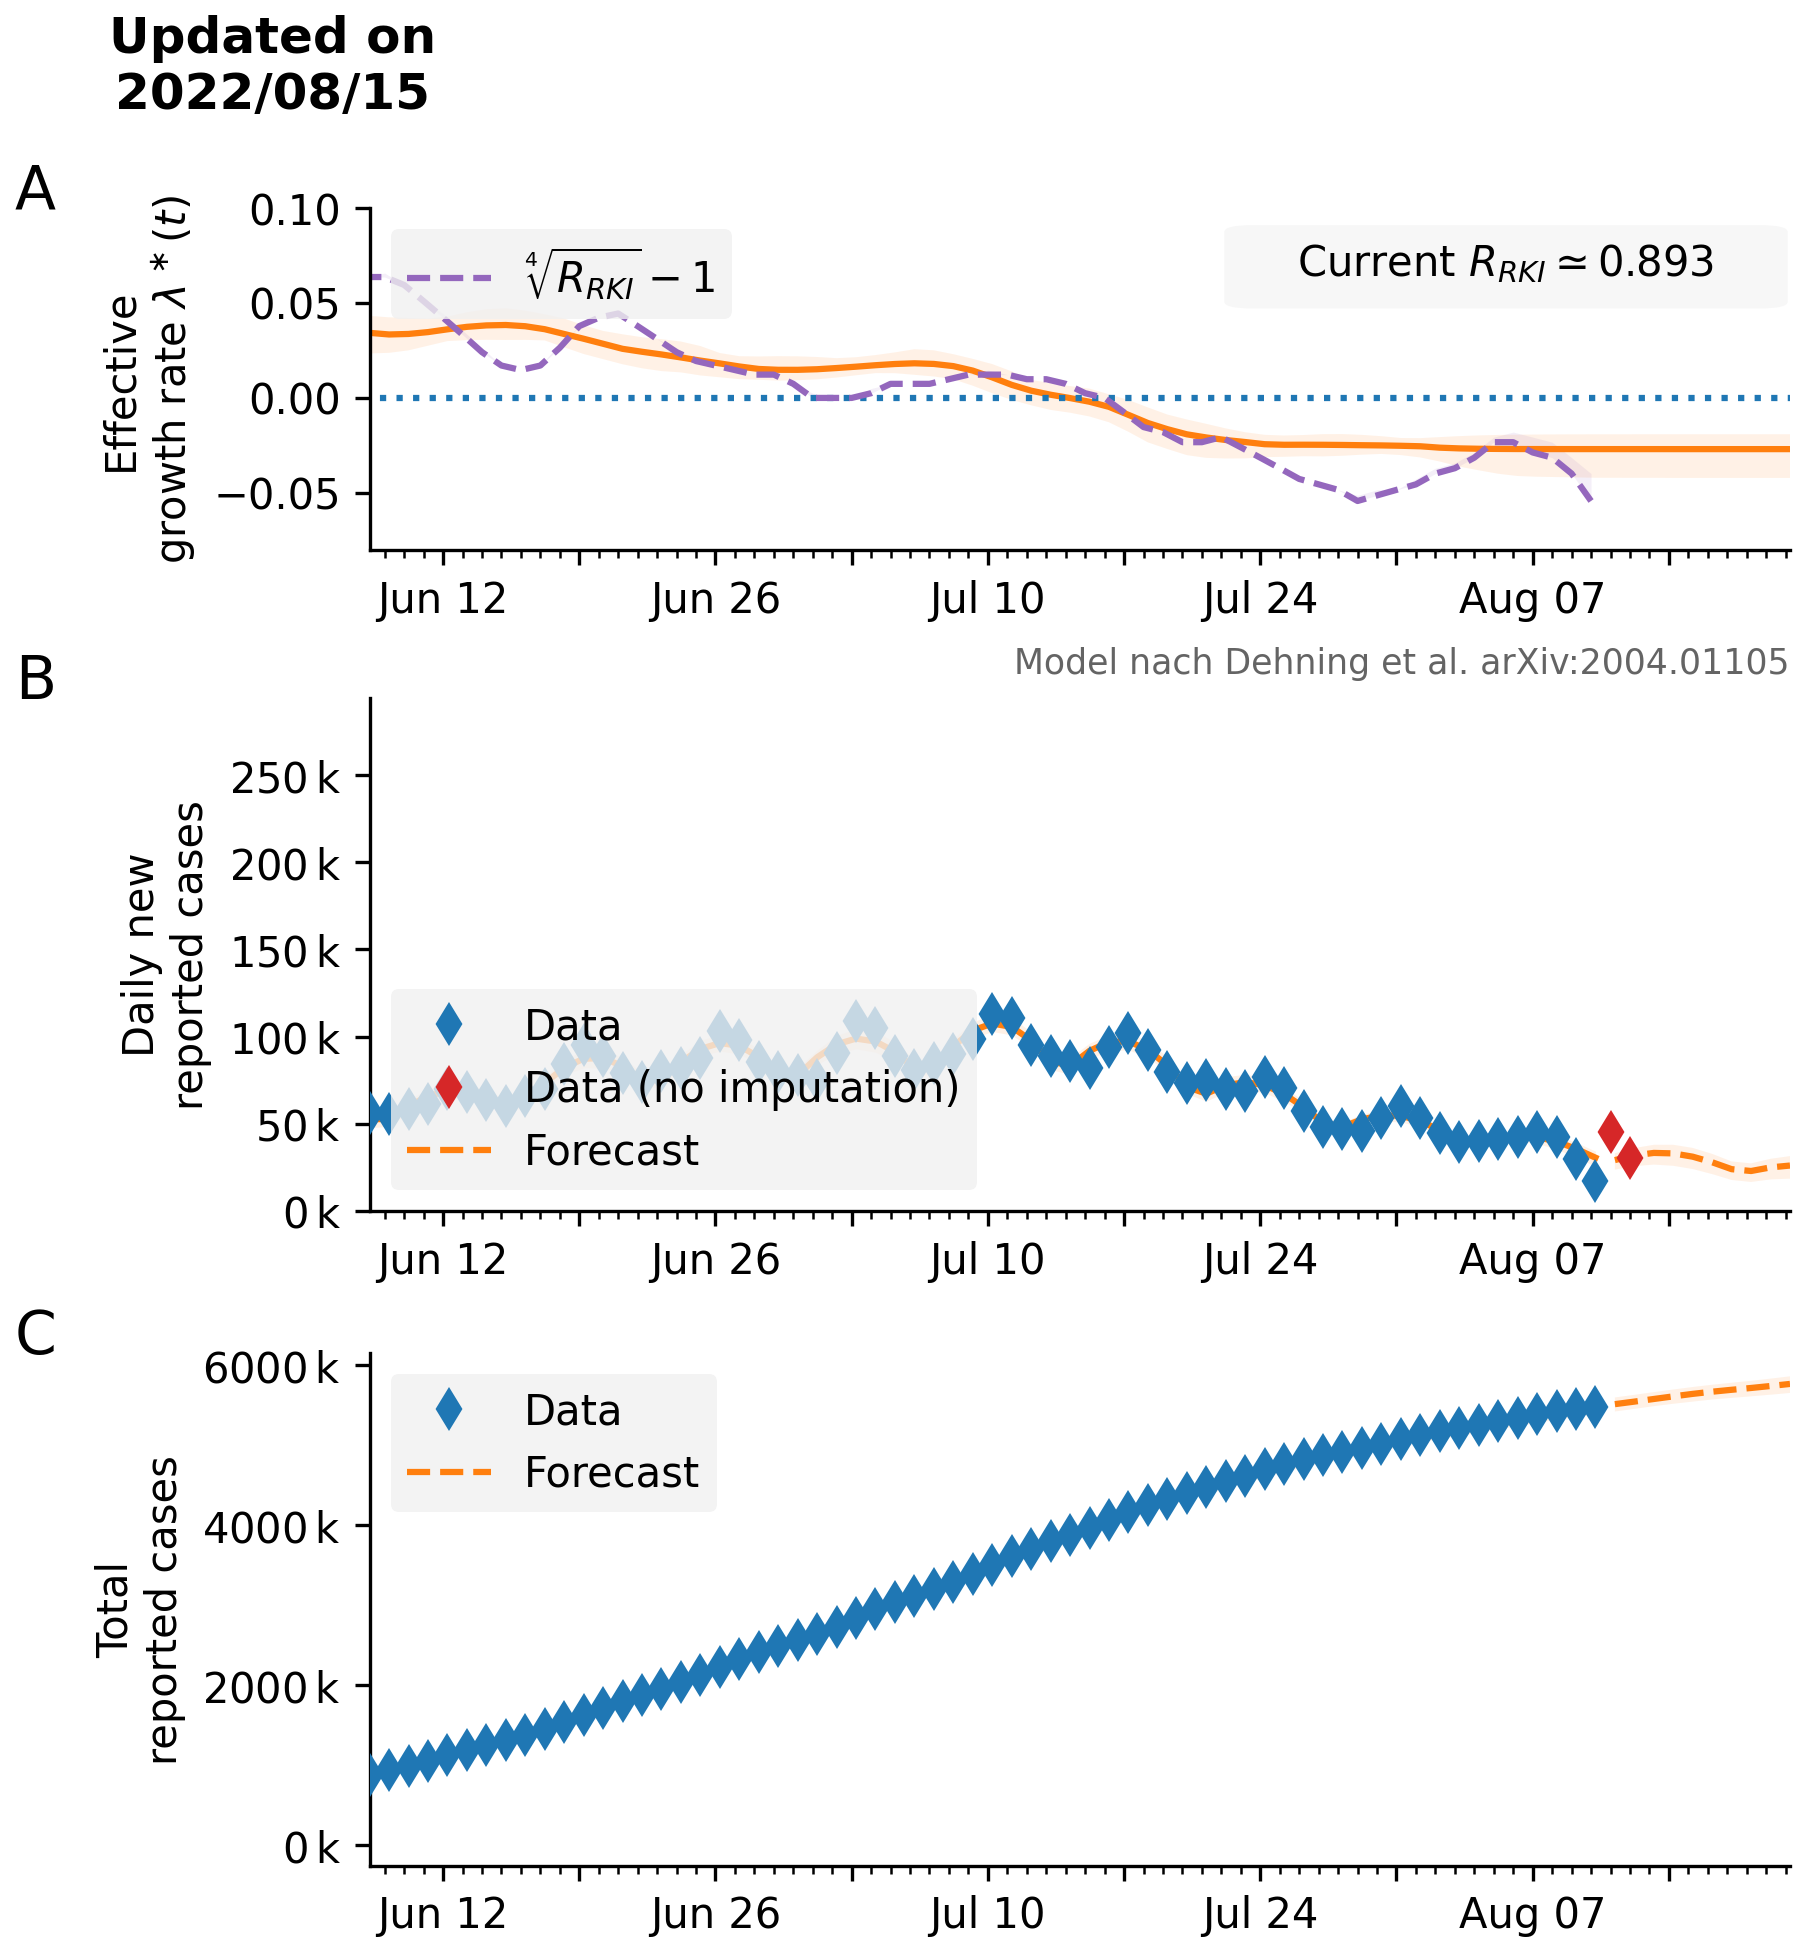 Updated on
2022/08/15
A
Effective
growth rate λ * (t)
0.10
0.05
0.00
−0.05
∜R_RKI − 1
Current R_RKI ≃ 0.893
Jun 12
Jun 26
Jul 10
Jul 24
Aug 07
B
Model nach Dehning et al. arXiv:2004.01105
Daily new
reported cases
250 k
200 k
150 k
100 k
50 k
0 k
Data
Data (no imputation)
Forecast
Jun 12
Jun 26
Jul 10
Jul 24
Aug 07
C
Total
reported cases
6000 k
4000 k
2000 k
0 k
Data
Forecast
Jun 12
Jun 26
Jul 10
Jul 24
Aug 07